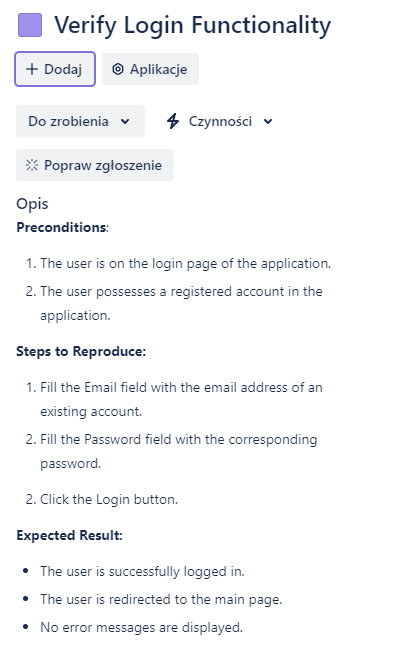 Verify Login Functionality
+ Dodaj
Aplikacje
Do zrobienia
Czynności
Popraw zgłoszenie
Opis
Preconditions:
1. The user is on the login page of the application.
2. The user possesses a registered account in the
application.
Steps to Reproduce:
1. Fill the Email field with the email address of an
existing account.
2. Fill the Password field with the corresponding
password.
2. Click the Login button.
Expected Result:
• The user is successfully logged in.
• The user is redirected to the main page.
• No error messages are displayed.